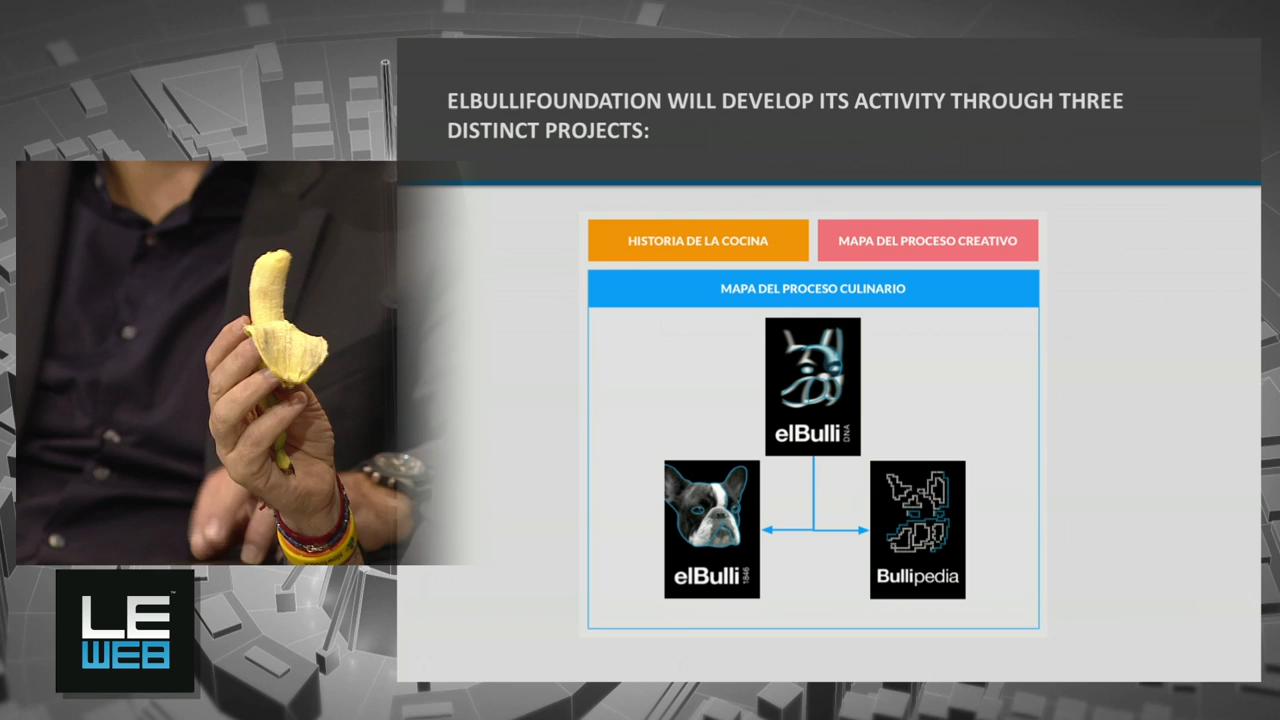 ELBULLIFOUNDATION WILL DEVELOP ITS ACTIVITY THROUGH THREE
DISTINCT PROJECTS:
HISTORIA DE LA COCINA
MAPA DEL PROCESO CREATIVO
MAPA DEL PROCESO CULINARIO
elBulli DNA
elBulli 1846
Bullipedia
LE WEB ™